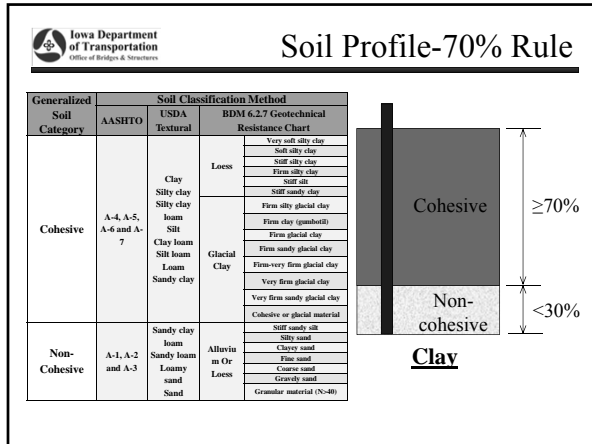 Iowa Department
of Transportation
Office of Bridges & Structures
Soil Profile-70% Rule
Generalized
Soil
Category
Soil Classification Method
AASHTO
USDA
Textural
BDM 6.2.7 Geotechnical
Resistance Chart
Cohesive
A-4, A-5,
A-6 and A-
7
Clay
Silty clay
Silty clay
loam
Silt
Clay loam
Silt loam
Loam
Sandy clay
Loess
Very soft silty clay
Soft silty clay
Stiff silty clay
Firm silty clay
Stiff silt
Stiff sandy clay
Glacial
Clay
Firm silty glacial clay
Firm clay (gumbotil)
Firm glacial clay
Firm sandy glacial clay
Firm-very firm glacial clay
Very firm glacial clay
Very firm sandy glacial clay
Cohesive or glacial material
Non-
Cohesive
A-1, A-2
and A-3
Sandy clay
loam
Sandy loam
Loamy
sand
Sand
Alluviu
m Or
Loess
Stiff sandy silt
Silty sand
Clayey sand
Fine sand
Coarse sand
Gravely sand
Granular material (N>40)
Cohesive
≥70%
Non-
cohesive
<30%
Clay